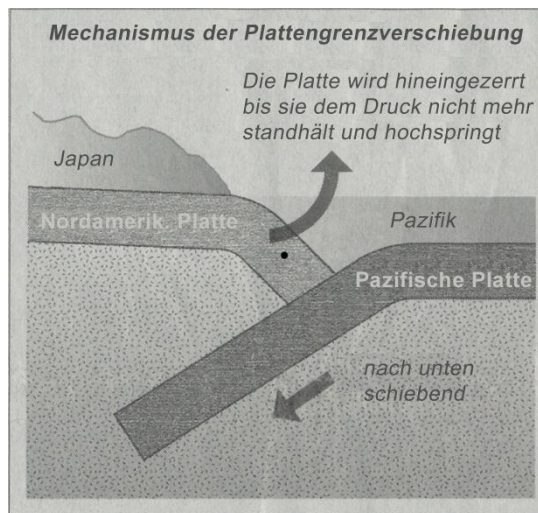 Mechanismus der Plattengrenzverschiebung
Die Platte wird hineingezerrt
bis sie dem Druck nicht mehr
standhält und hochspringt
Japan
Nordamerik. Platte
Pazifik
Pazifische Platte
nach unten
schiebend